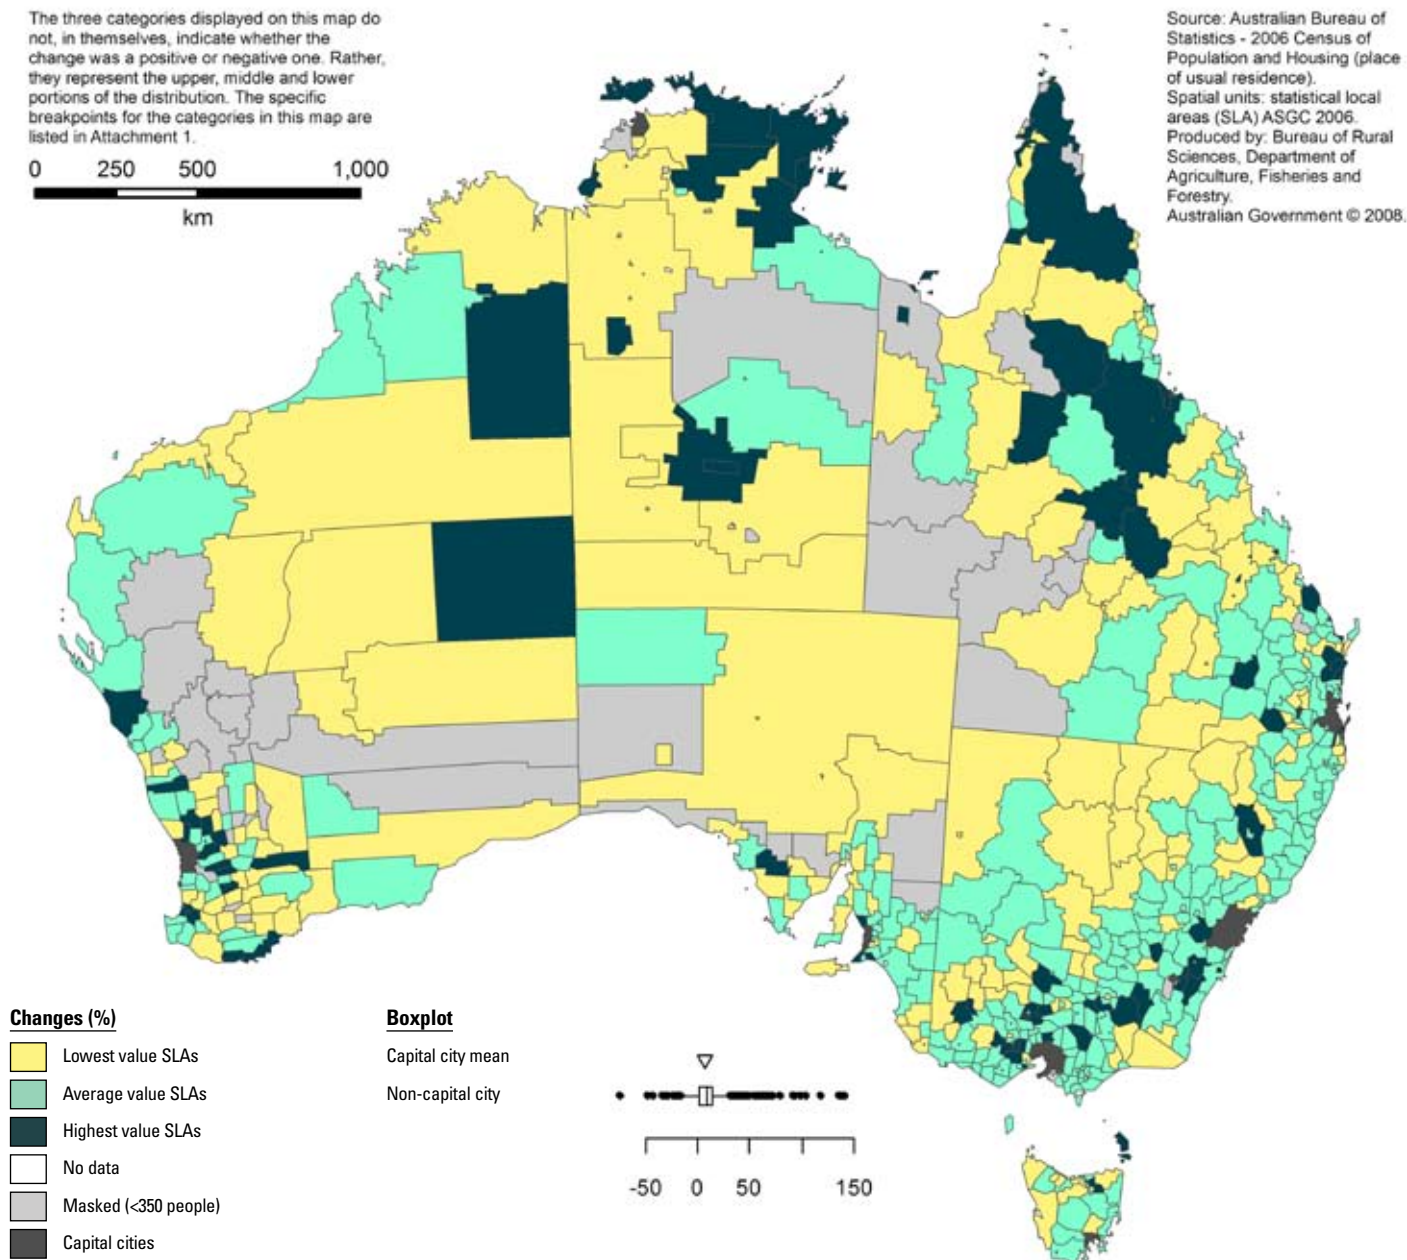 The three categories displayed on this map do
not, in themselves, indicate whether the
change was a positive or negative one. Rather,
they represent the upper, middle and lower
portions of the distribution. The specific
breakpoints for the categories in this map are
listed in Attachment 1.
0 250 500 1,000
km
Source: Australian Bureau of
Statistics - 2006 Census of
Population and Housing (place
of usual residence).
Spatial units: statistical local
areas (SLA) ASGC 2006.
Produced by: Bureau of Rural
Sciences, Department of
Agriculture, Fisheries and
Forestry.
Australian Government © 2008.
Changes (%)
Lowest value SLAs
Average value SLAs
Highest value SLAs
No data
Masked (<350 people)
Capital cities
Boxplot
Capital city mean
Non-capital city
-50 0 50 150